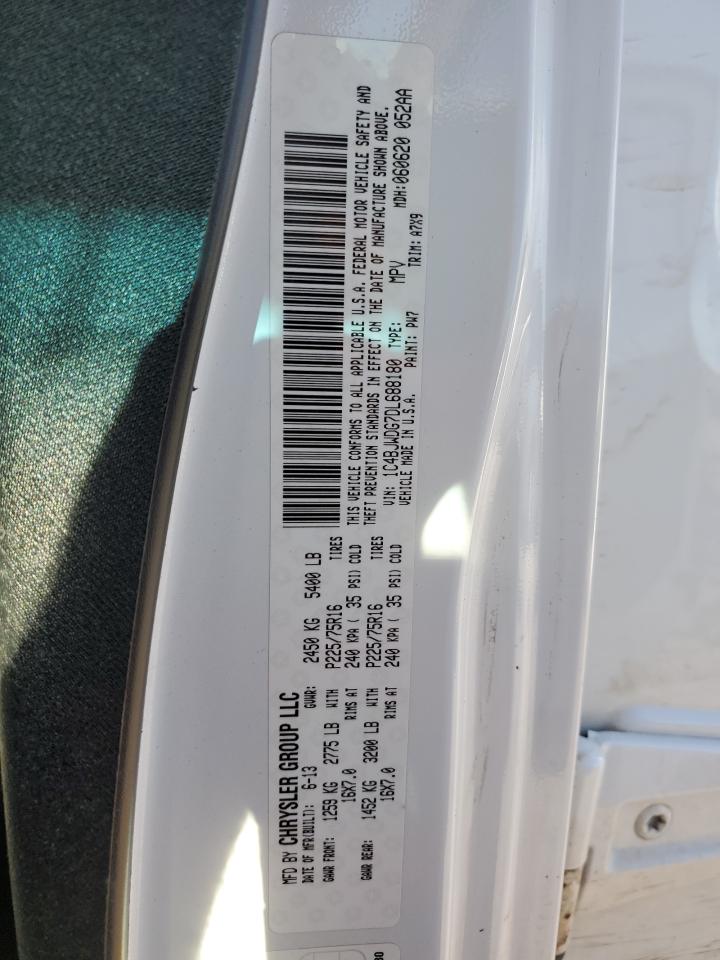 MFD BY CHRYSLER GROUP LLC
DATE OF MFR(BUILT): 6-13 GVWR: 2450 KG 5400 LB
GAWR FRONT: 1259 KG 2775 LB WITH P225/75R16 TIRES
16X7.0 RIMS AT 240 KPA ( 35 PSI) COLD
GAWR REAR: 1452 KG 3200 LB WITH P225/75R16 TIRES
16X7.0 RIMS AT 240 KPA ( 35 PSI) COLD
THIS VEHICLE CONFORMS TO ALL APPLICABLE U.S.A. FEDERAL MOTOR VEHICLE SAFETY AND
THEFT PREVENTION STANDARDS IN EFFECT ON THE DATE OF MANUFACTURE SHOWN ABOVE.
VIN: 1C4BJWDG7DL688180 TYPE: MPV MDH:060620 052AA
VEHICLE MADE IN U.S.A. PAINT: PW7 TRIM: A7X9